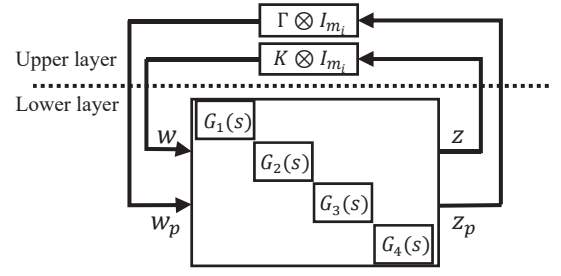 Γ ⊗ I_{m_i}
Upper layer
K ⊗ I_{m_i}
Lower layer
G_1(s)
w
z
G_2(s)
G_3(s)
w_p
z_p
G_4(s)